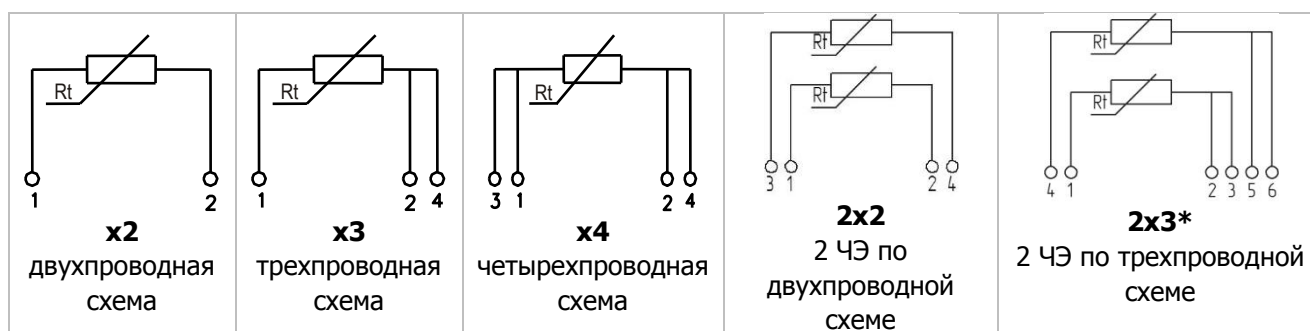 Rt
1 2
x2
двухпроводная
схема
Rt
1 2 4
x3
трехпроводная
схема
Rt
3 1 2 4
x4
четырехпроводная
схема
Rt
Rt
3 1 2 4
2x2
2 ЧЭ по
двухпроводной
схеме
Rt
Rt
4 1 2 3 5 6
2x3*
2 ЧЭ по трехпроводной
схеме